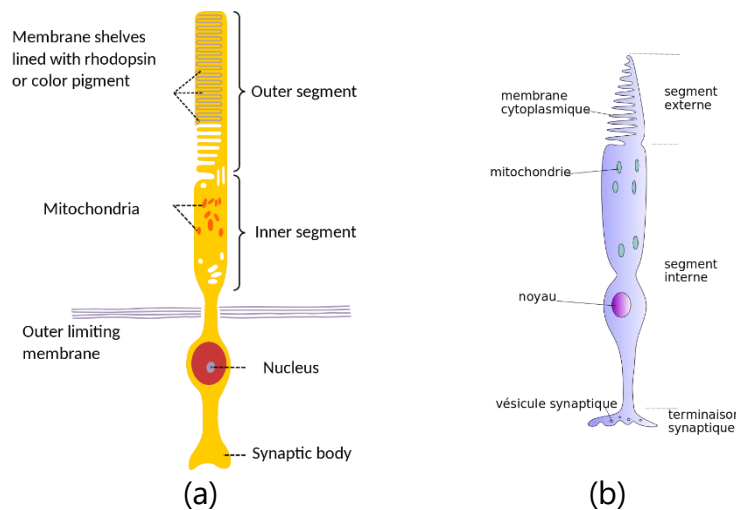 Membrane shelves
lined with rhodopsin
or color pigment
Outer segment
Mitochondria
Inner segment
Outer limiting
membrane
Nucleus
Synaptic body
(a)
membrane
cytoplasmique
segment
externe
mitochondrie
segment
interne
noyau
vésicule synaptique
terminaison
synaptique
(b)